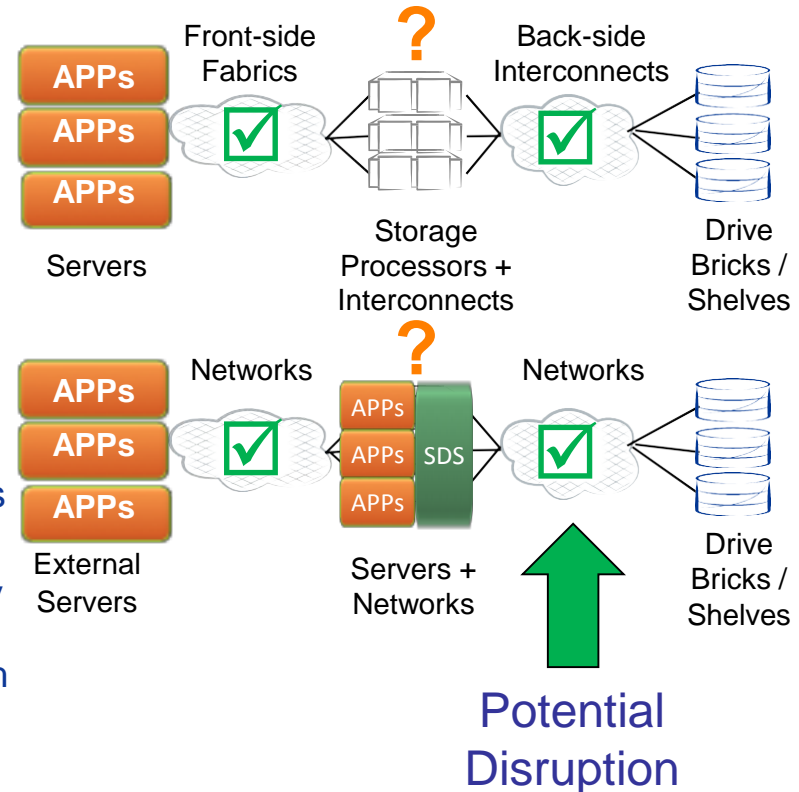 Front-side
Fabrics
?
Back-side
Interconnects
APPs
APPs
APPs
Servers
Storage
Processors +
Interconnects
Drive
Bricks /
Shelves
?
Networks
Networks
APPs
APPs
APPs
APPs
APPs
APPs
SDS
s
External
Servers
Servers +
Networks
Drive
Bricks /
Shelves
Potential
Disruption